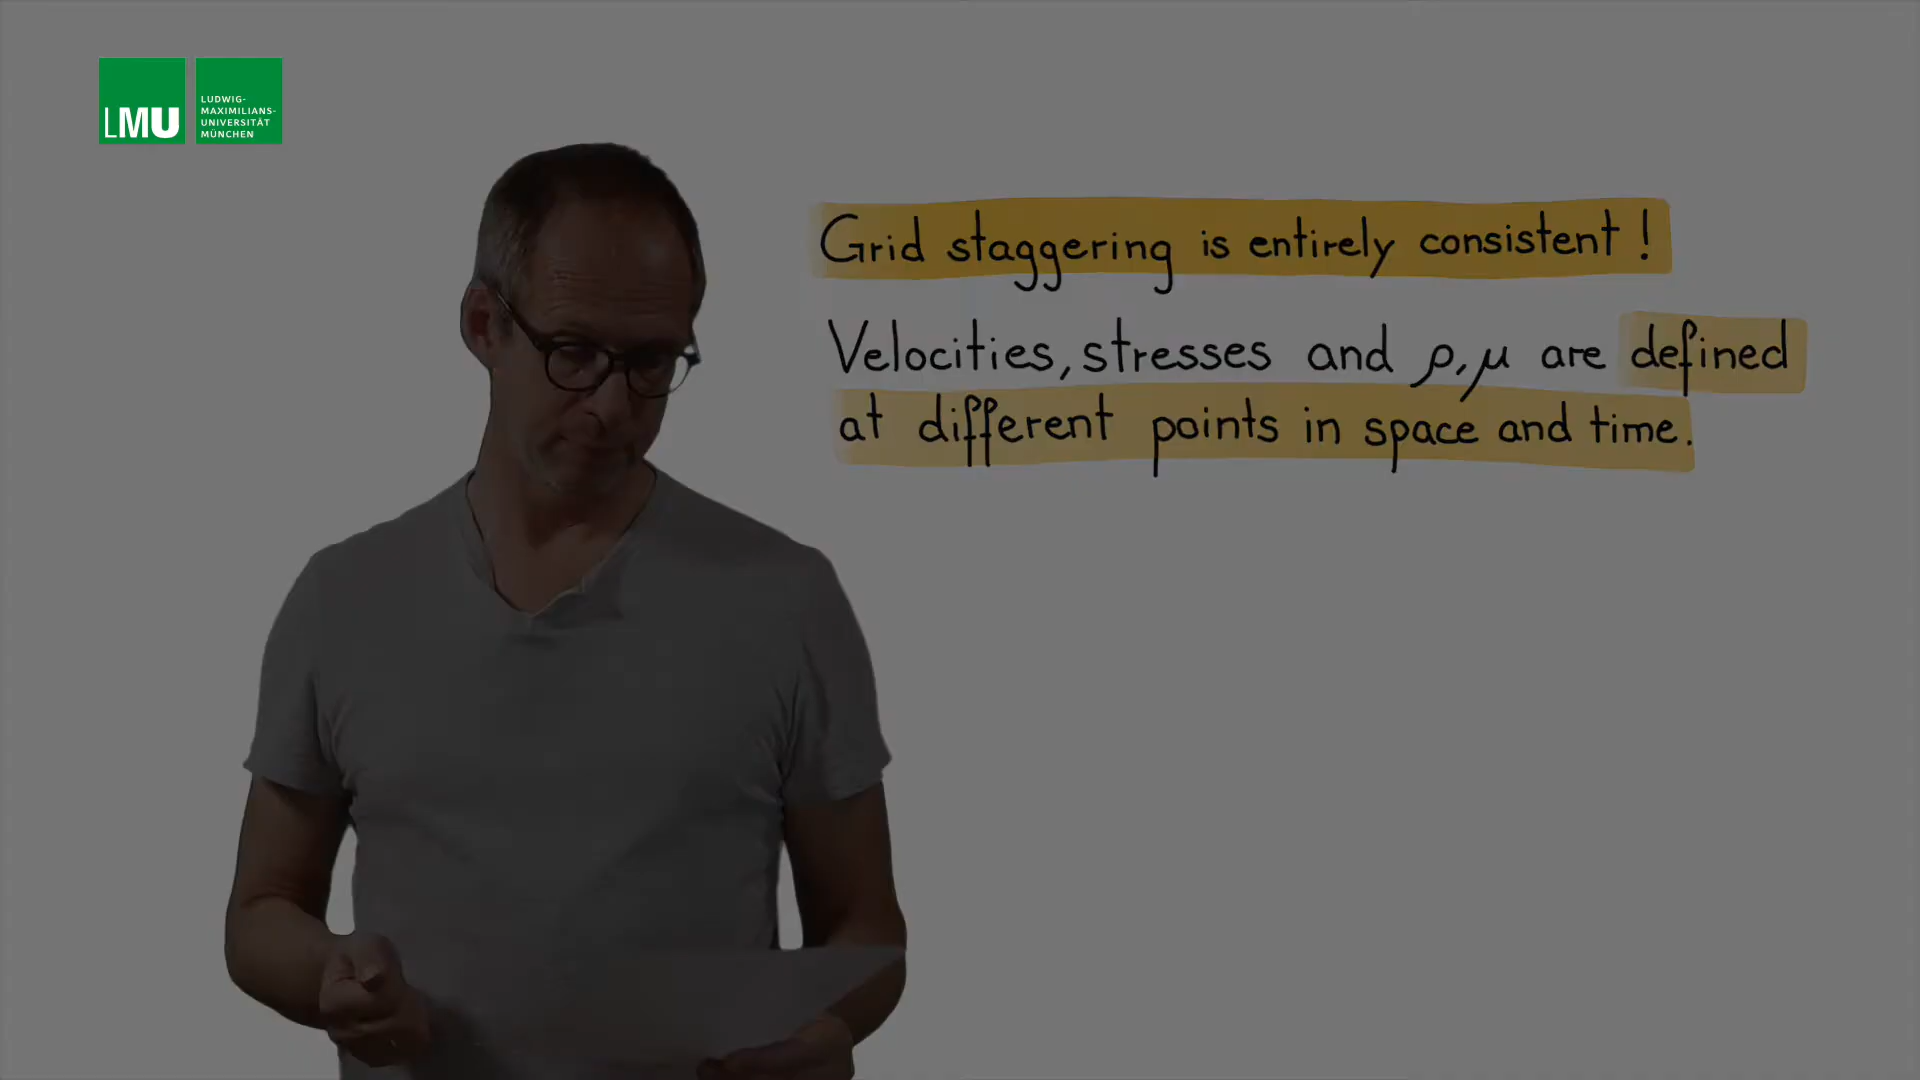 LMU
LUDWIG-
MAXIMILIANS-
UNIVERSITÄT
MÜNCHEN
Grid staggering is entirely consistent!
Velocities, stresses and ρ, μ are defined
at different points in space and time.